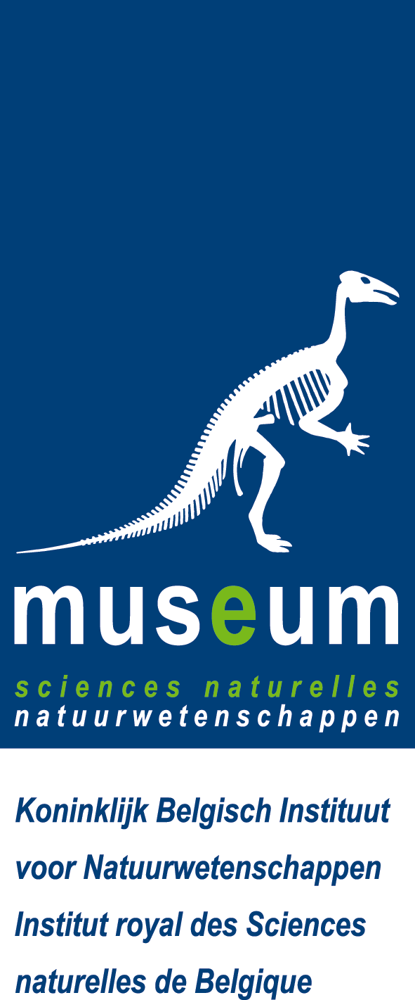 museum
sciences naturelles
natuurwetenschappen
Koninklijk Belgisch Instituut
voor Natuurwetenschappen
Institut royal des Sciences
naturelles de Belgique